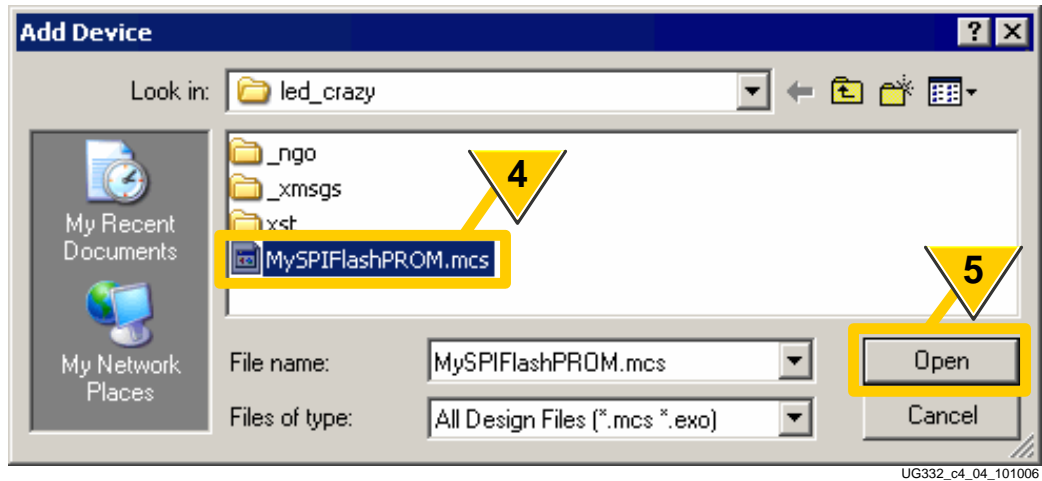 Add Device
Look in:
led_crazy
_ngo
_xmsgs
xst
MySPIFlashPROM.mcs
4
My Recent
Documents
My Network
Places
5
File name:
MySPIFlashPROM.mcs
Open
Files of type:
All Design Files (*.mcs *.exo)
Cancel
UG332_c4_04_101006